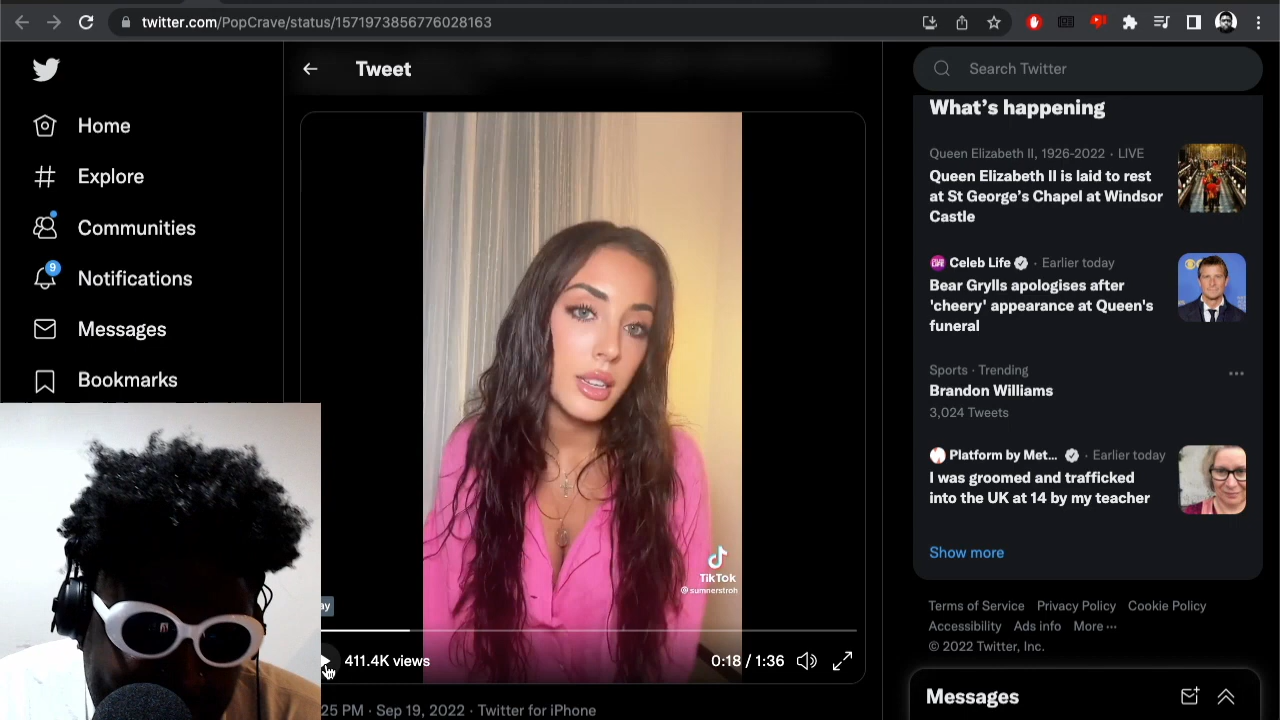 twitter.com/PopCrave/status/1571973856776028163
Home
Explore
Communities
9
Notifications
Messages
Bookmarks
Tweet
TikTok
@sumnerstroh
ay
411.4K views
0:18 / 1:36
25 PM · Sep 19, 2022 · Twitter for iPhone
Search Twitter
What's happening
Queen Elizabeth II, 1926-2022 · LIVE
Queen Elizabeth II is laid to rest
at St George's Chapel at Windsor
Castle
Celeb Life · Earlier today
Bear Grylls apologises after
'cheery' appearance at Queen's
funeral
Sports · Trending
Brandon Williams
3,024 Tweets
Platform by Met... · Earlier today
I was groomed and trafficked
into the UK at 14 by my teacher
Show more
Terms of Service Privacy Policy Cookie Policy
Accessibility Ads info More ···
© 2022 Twitter, Inc.
Messages